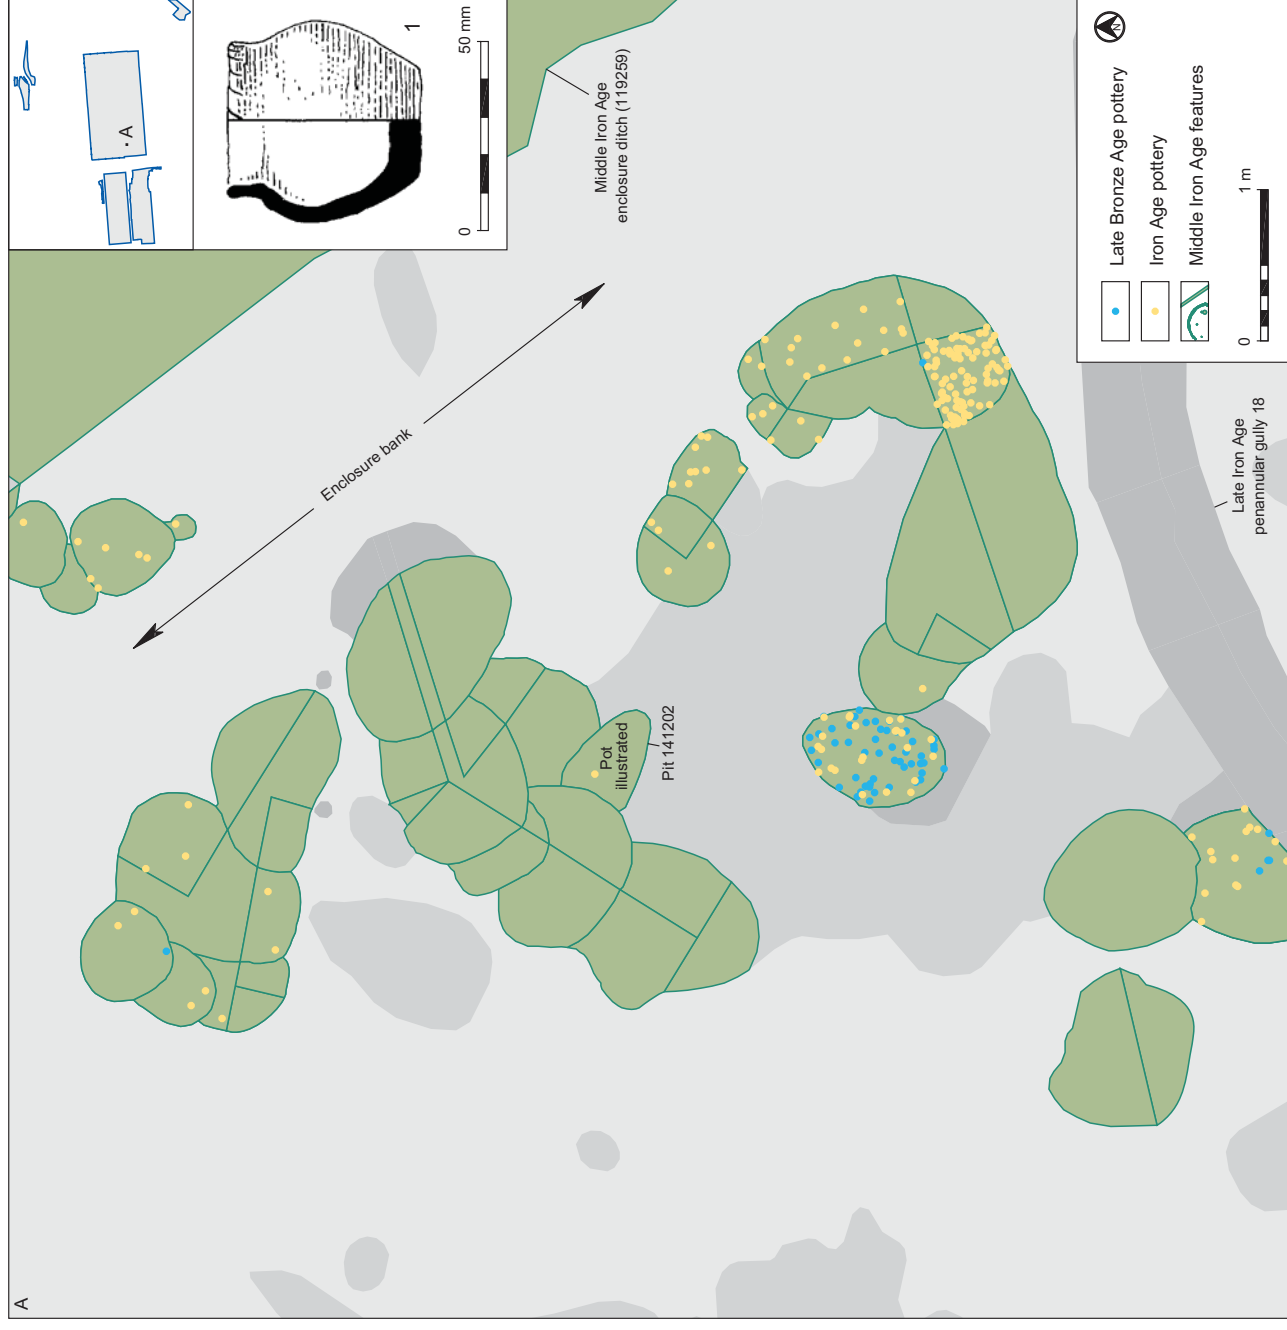 A
A
1
0
50 mm
Middle Iron Age
enclosure ditch (119259)
Enclosure bank
Pot
illustrated
Pit 141202
Late Iron Age
penannular gully 18
N
Late Bronze Age pottery
Iron Age pottery
Middle Iron Age features
0
1 m